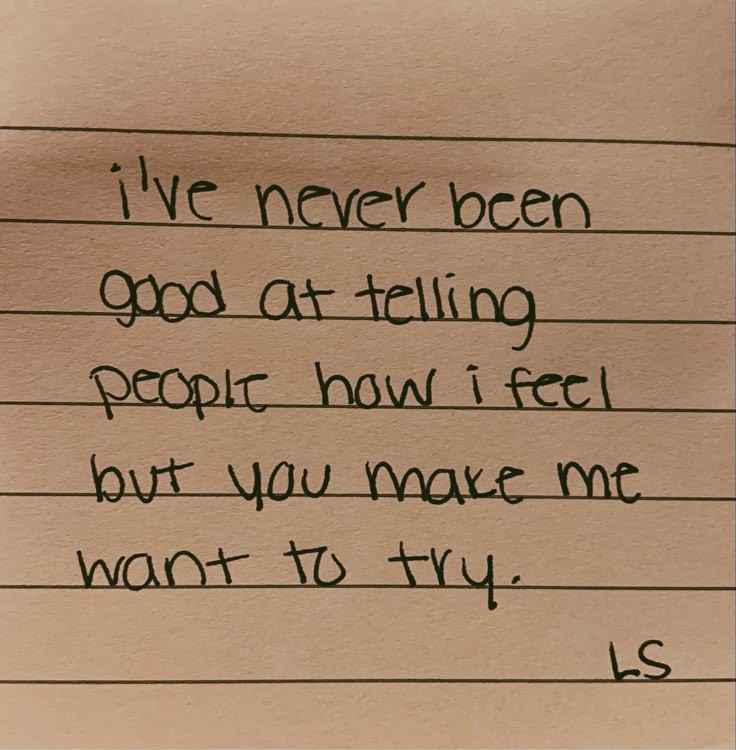 i've never been
good at telling
people how i feel
but you make me
want to try.
LS